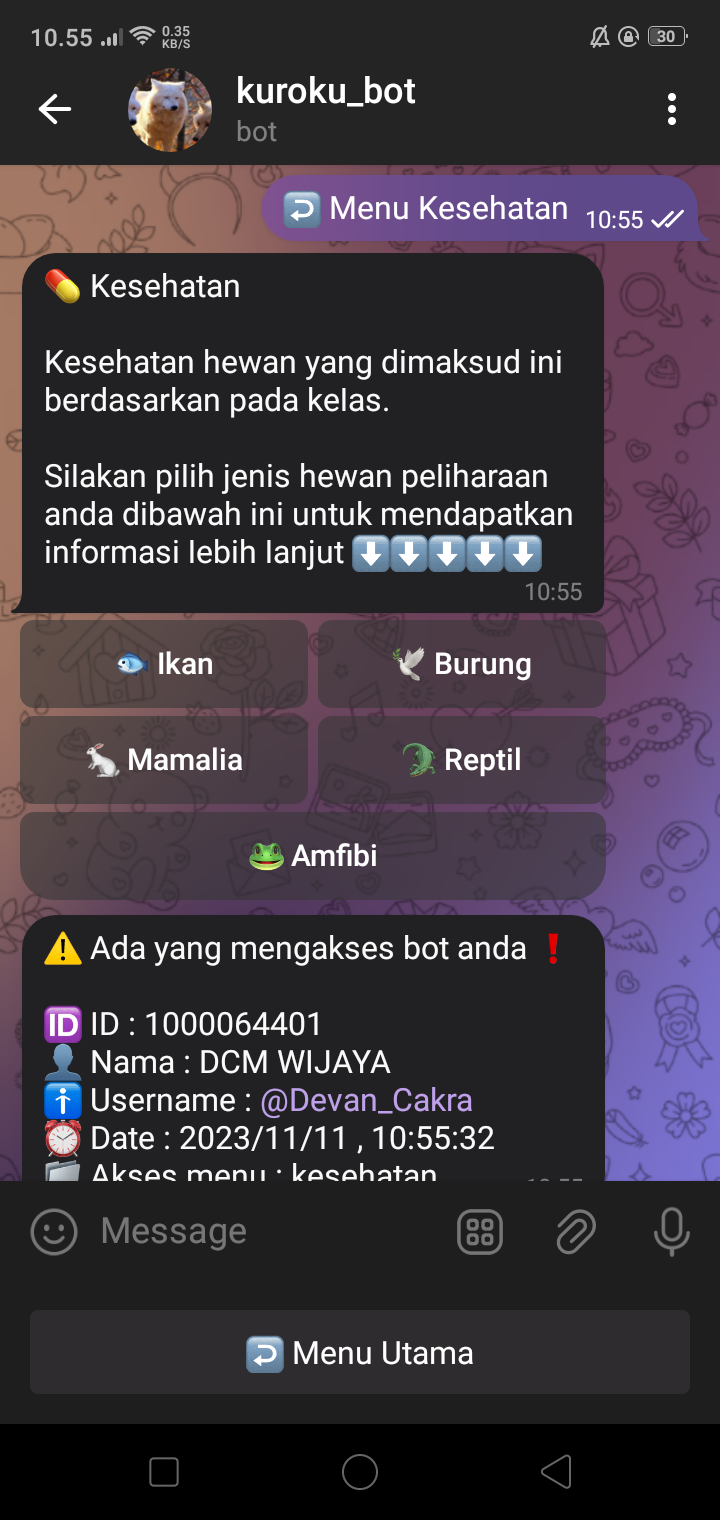 10.55 0.35 KB/S 30
kuroku_bot
bot
Menu Kesehatan 10:55
Kesehatan
Kesehatan hewan yang dimaksud ini
berdasarkan pada kelas.
Silakan pilih jenis hewan peliharaan
anda dibawah ini untuk mendapatkan
informasi lebih lanjut ⬇️⬇️⬇️⬇️⬇️
10:55
Ikan
Burung
Mamalia
Reptil
Amfibi
⚠️ Ada yang mengakses bot anda ❗
🆔 ID : 1000064401
Nama : DCM WIJAYA
Username : @Devan_Cakra
Date : 2023/11/11 , 10:55:32
Akses menu : kesehatan
Message
Menu Utama